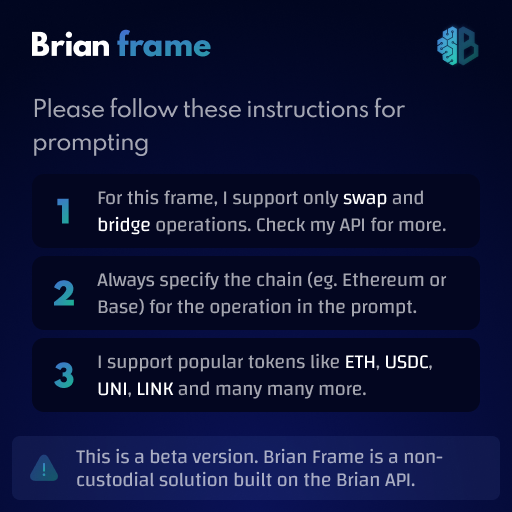 Brian frame
Please follow these instructions for
prompting
1
For this frame, I support only swap and
bridge operations. Check my API for more.
2
Always specify the chain (eg. Ethereum or
Base) for the operation in the prompt.
3
I support popular tokens like ETH, USDC,
UNI, LINK and many many more.
!
This is a beta version. Brian Frame is a non-
custodial solution built on the Brian API.